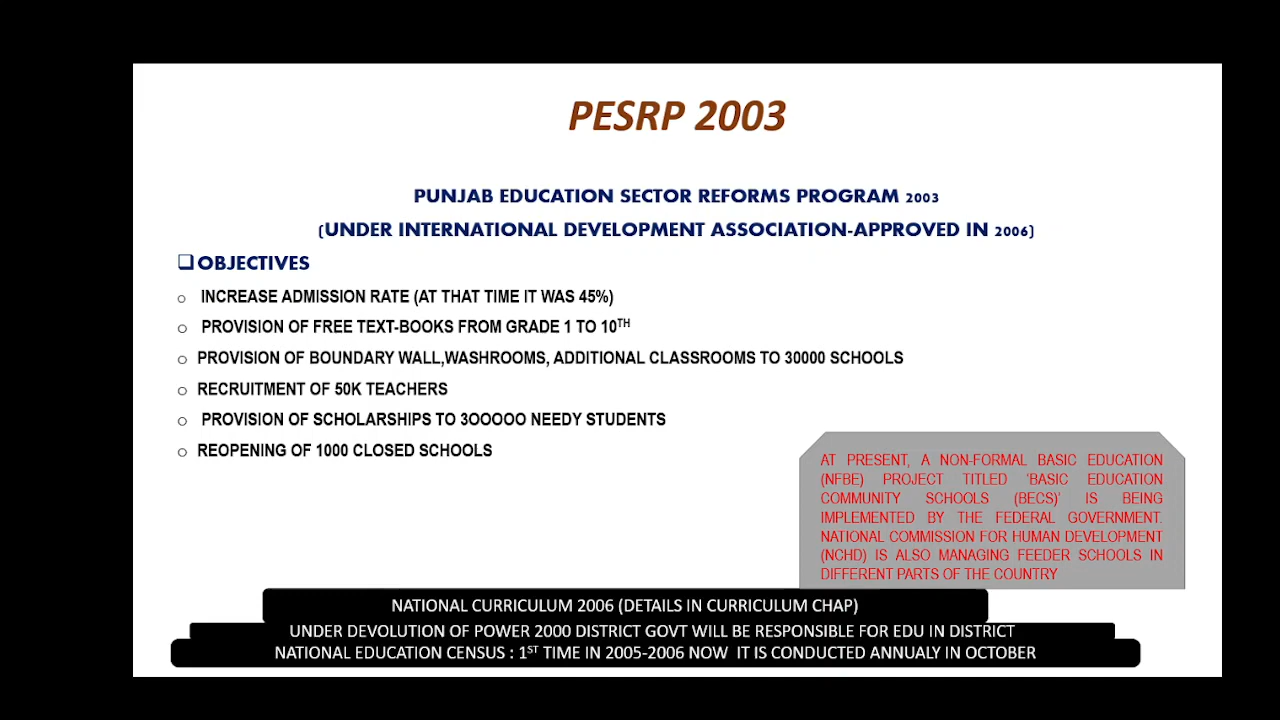 PESRP 2003
PUNJAB EDUCATION SECTOR REFORMS PROGRAM 2003
(UNDER INTERNATIONAL DEVELOPMENT ASSOCIATION-APPROVED IN 2006)
❑OBJECTIVES
o INCREASE ADMISSION RATE (AT THAT TIME IT WAS 45%)
o PROVISION OF FREE TEXT-BOOKS FROM GRADE 1 TO 10TH
o PROVISION OF BOUNDARY WALL,WASHROOMS, ADDITIONAL CLASSROOMS TO 30000 SCHOOLS
o RECRUITMENT OF 50K TEACHERS
o PROVISION OF SCHOLARSHIPS TO 3OOOOO NEEDY STUDENTS
o REOPENING OF 1000 CLOSED SCHOOLS
AT PRESENT, A NON-FORMAL BASIC EDUCATION
(NFBE) PROJECT TITLED 'BASIC EDUCATION
COMMUNITY SCHOOLS (BECS)' IS BEING
IMPLEMENTED BY THE FEDERAL GOVERNMENT.
NATIONAL COMMISSION FOR HUMAN DEVELOPMENT
(NCHD) IS ALSO MANAGING FEEDER SCHOOLS IN
DIFFERENT PARTS OF THE COUNTRY
NATIONAL CURRICULUM 2006 (DETAILS IN CURRICULUM CHAP)
UNDER DEVOLUTION OF POWER 2000 DISTRICT GOVT WILL BE RESPONSIBLE FOR EDU IN DISTRICT
NATIONAL EDUCATION CENSUS : 1ST TIME IN 2005-2006 NOW IT IS CONDUCTED ANNUALY IN OCTOBER